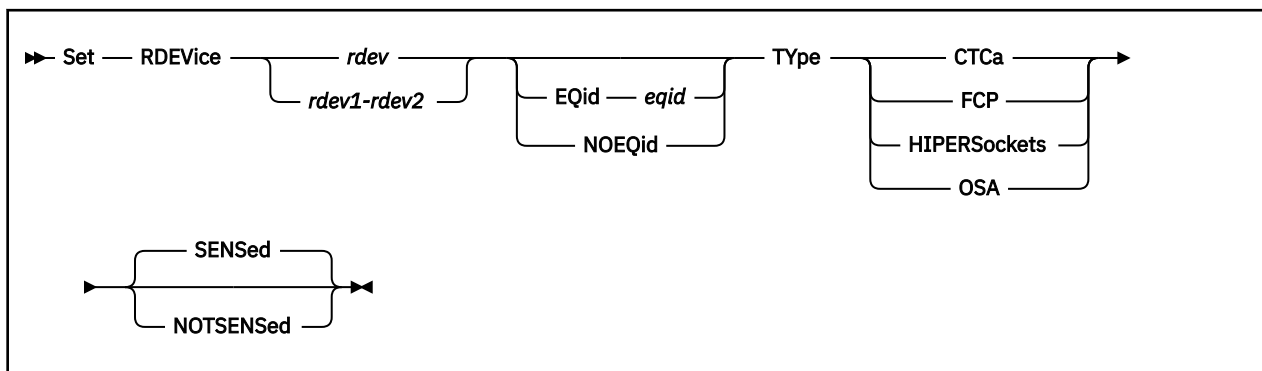 Set RDEVice rdev TYpe CTCa
rdev1-rdev2 EQid eqid FCP
NOEQid HIPERSockets
OSA
SENSed
NOTSENSed